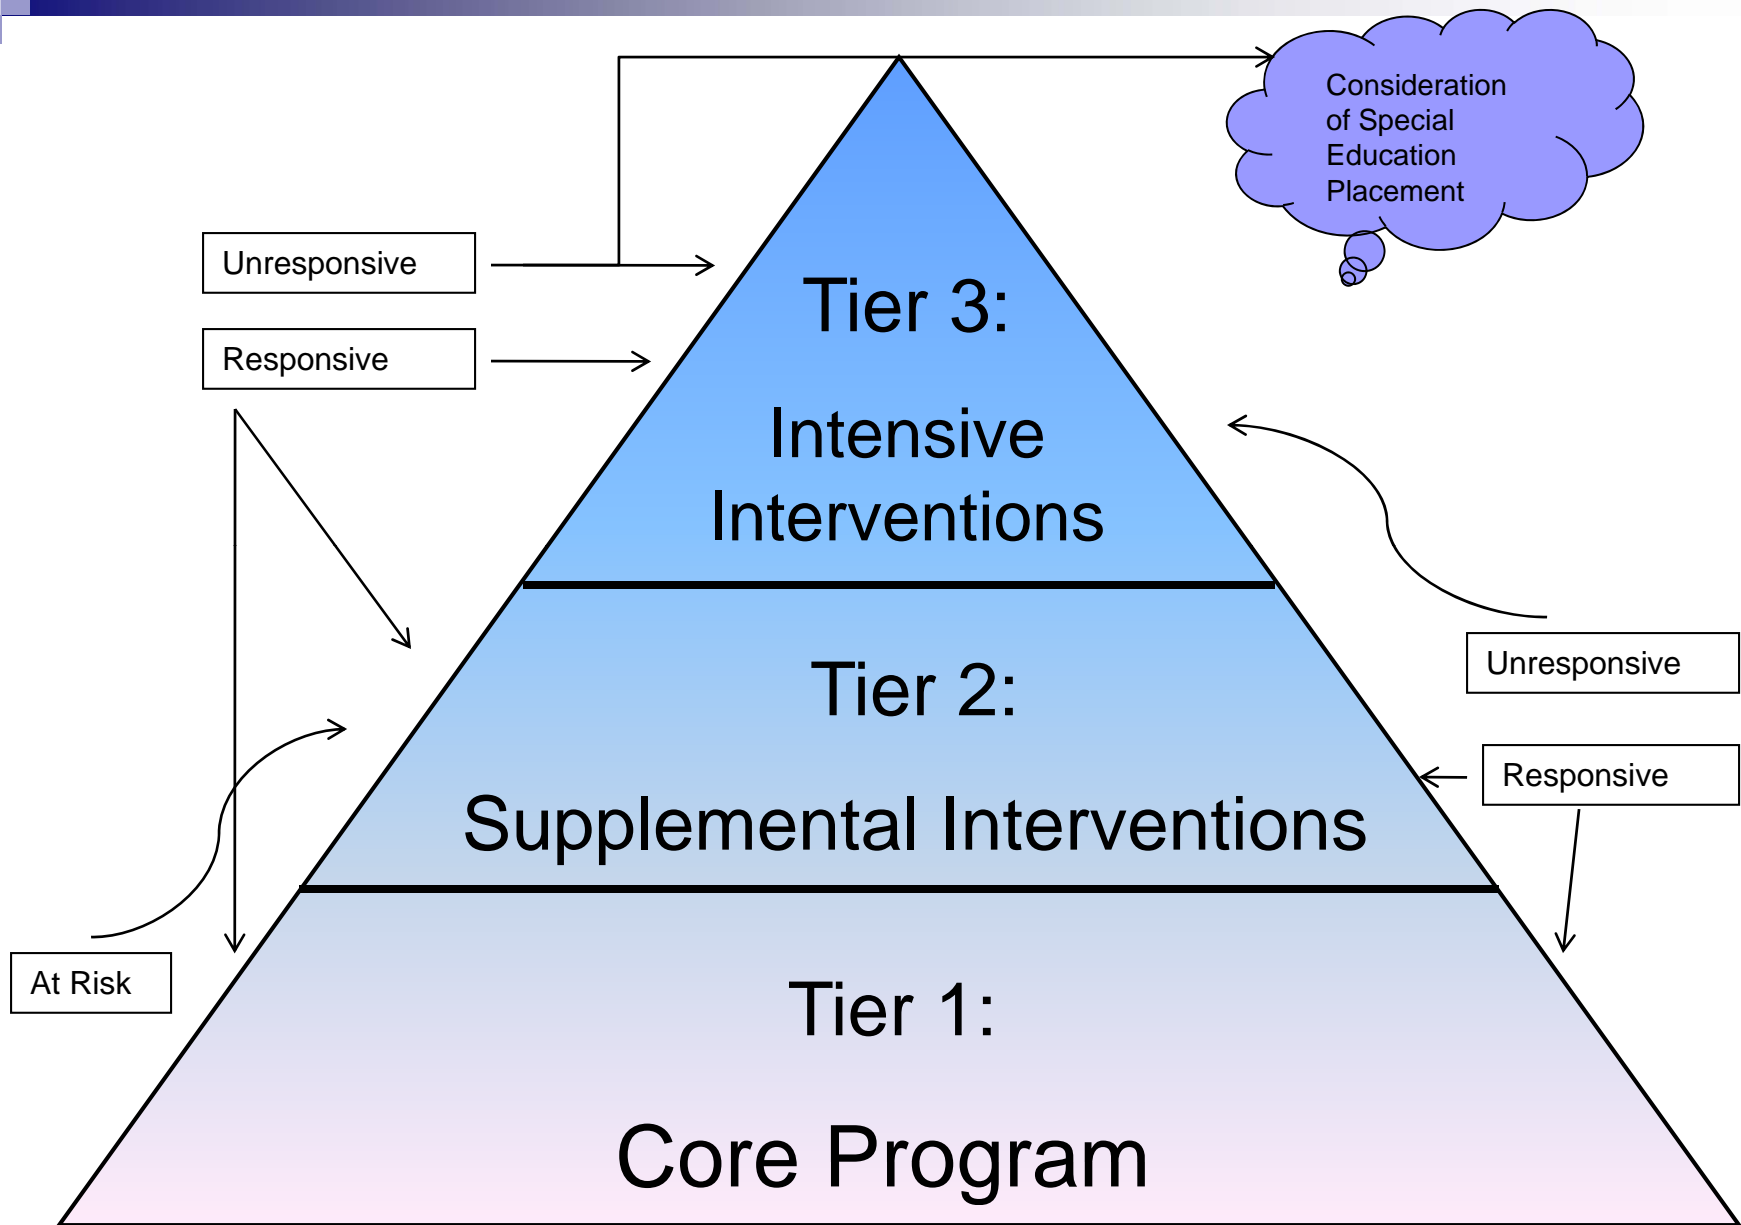 Consideration
of Special
Education
Placement
Unresponsive
Responsive
Tier 3:
Intensive
Interventions
Unresponsive
Tier 2:
Responsive
Supplemental Interventions
At Risk
Tier 1:
Core Program